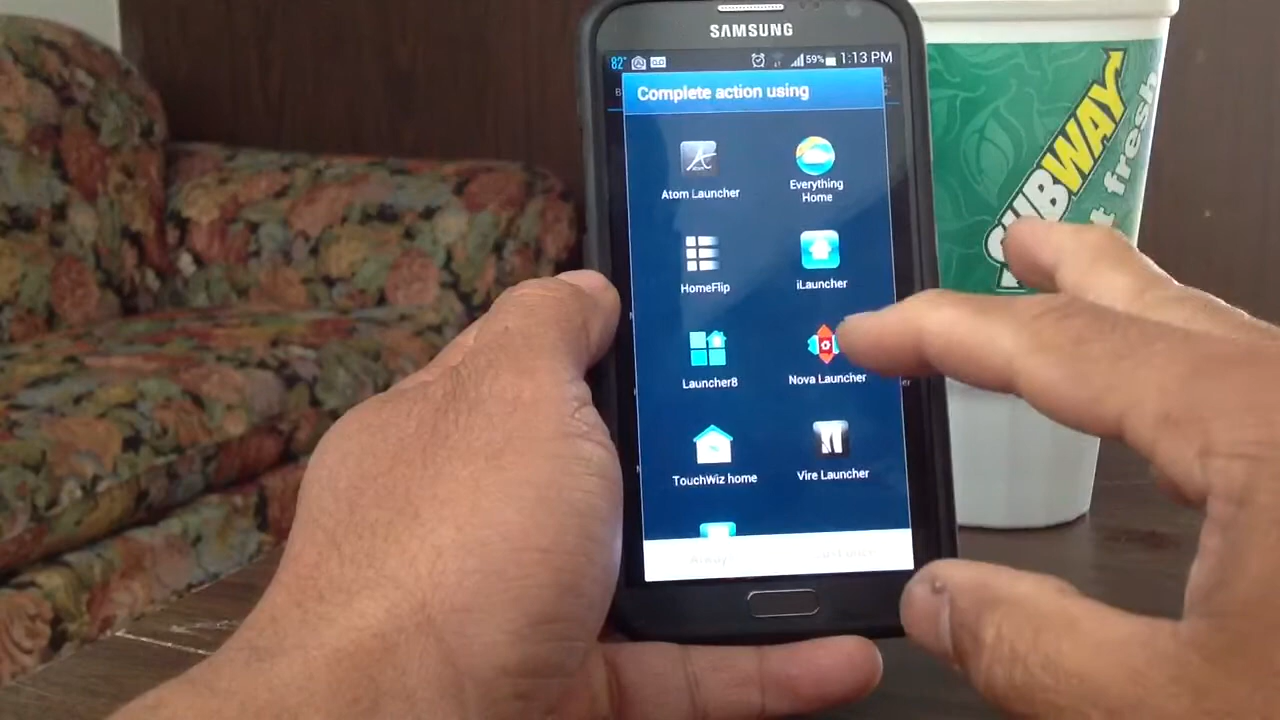 SAMSUNG
82°
59%
1:13 PM
Complete action using
Atom Launcher
Everything
Home
HomeFlip
iLauncher
Launcher8
Nova Launcher
TouchWiz home
Vire Launcher
SUBWAY
fresh